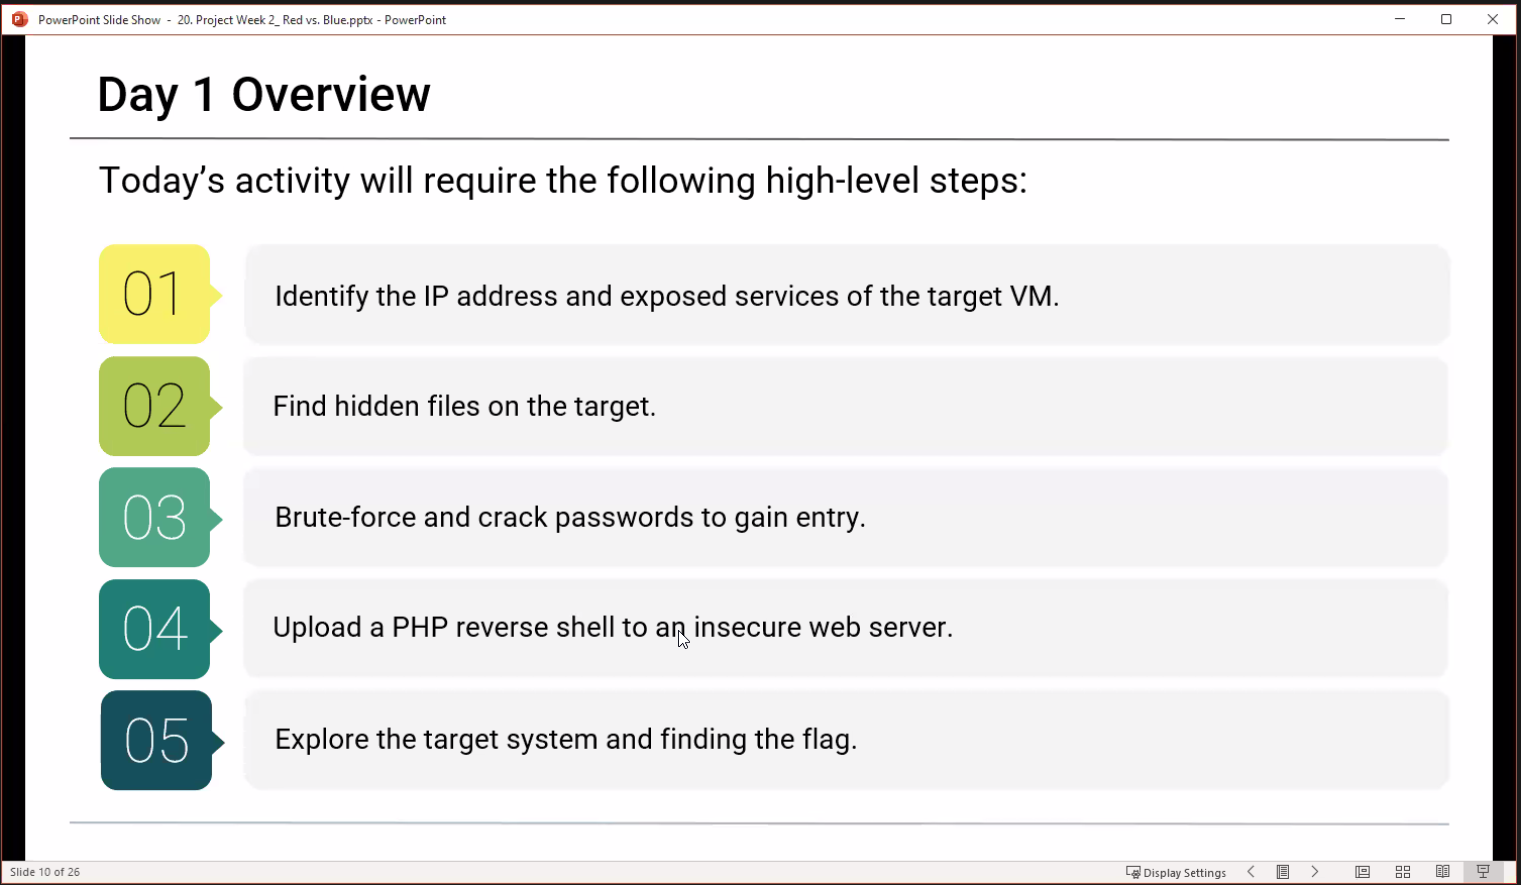 PowerPoint Slide Show - 20. Project Week 2_ Red vs. Blue.pptx - PowerPoint
Day 1 Overview
Today’s activity will require the following high-level steps:
01
Identify the IP address and exposed services of the target VM.
02
Find hidden files on the target.
03
Brute-force and crack passwords to gain entry.
04
Upload a PHP reverse shell to an insecure web server.
05
Explore the target system and finding the flag.
Slide 10 of 26
Display Settings